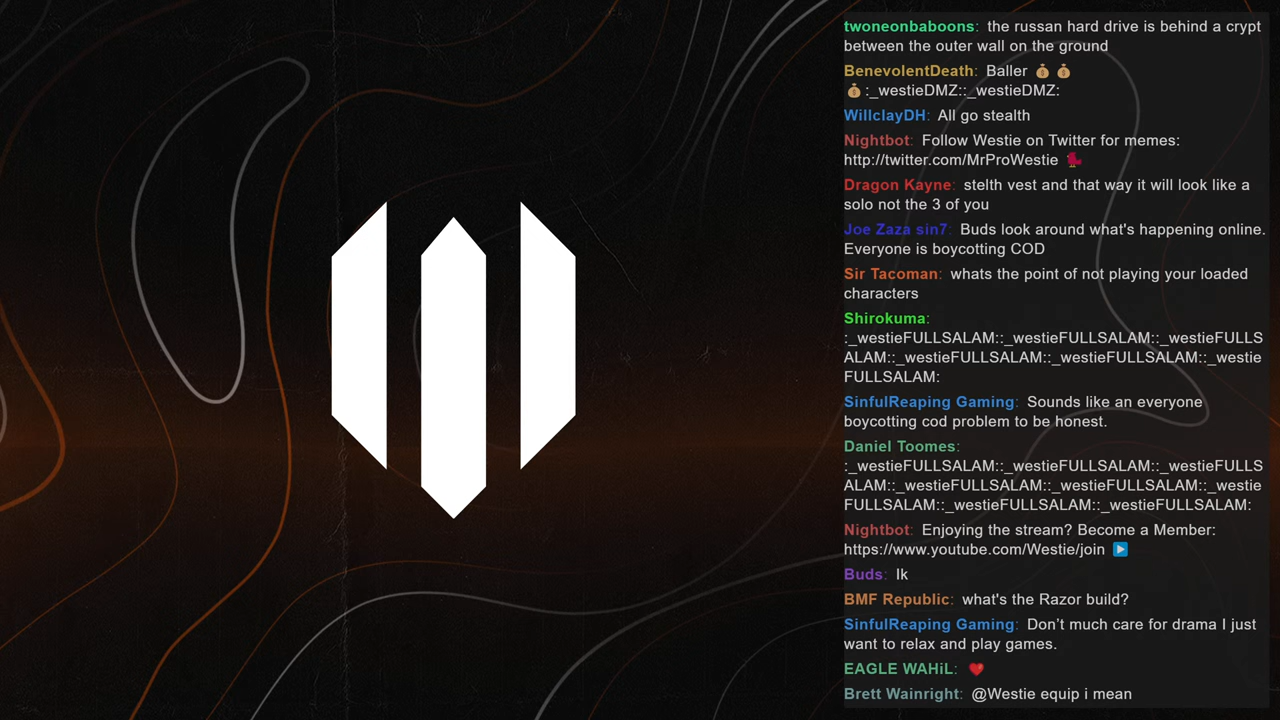 twoneonbaboons: the russan hard drive is behind a crypt
between the outer wall on the ground
BenevolentDeath: Baller 💰 💰
💰:_westieDMZ::_westieDMZ:
WillclayDH: All go stealth
Nightbot: Follow Westie on Twitter for memes:
http://twitter.com/MrProWestie 🐦
Dragon Kayne: stelth vest and that way it will look like a
solo not the 3 of you
Joe Zaza sin7: Buds look around what's happening online.
Everyone is boycotting COD
Sir Tacoman: whats the point of not playing your loaded
characters
Shirokuma:
:_westieFULLSALAM::_westieFULLSALAM::_westieFULLS
ALAM::_westieFULLSALAM::_westieFULLSALAM::_westie
FULLSALAM:
SinfulReaping Gaming: Sounds like an everyone
boycotting cod problem to be honest.
Daniel Toomes:
:_westieFULLSALAM::_westieFULLSALAM::_westieFULLS
ALAM::_westieFULLSALAM::_westieFULLSALAM::_westie
FULLSALAM::_westieFULLSALAM::_westieFULLSALAM:
Nightbot: Enjoying the stream? Become a Member:
https://www.youtube.com/Westie/join ▶️
Buds: lk
BMF Republic: what's the Razor build?
SinfulReaping Gaming: Don’t much care for drama I just
want to relax and play games.
EAGLE WAHiL: ❤️
Brett Wainright: @Westie equip i mean